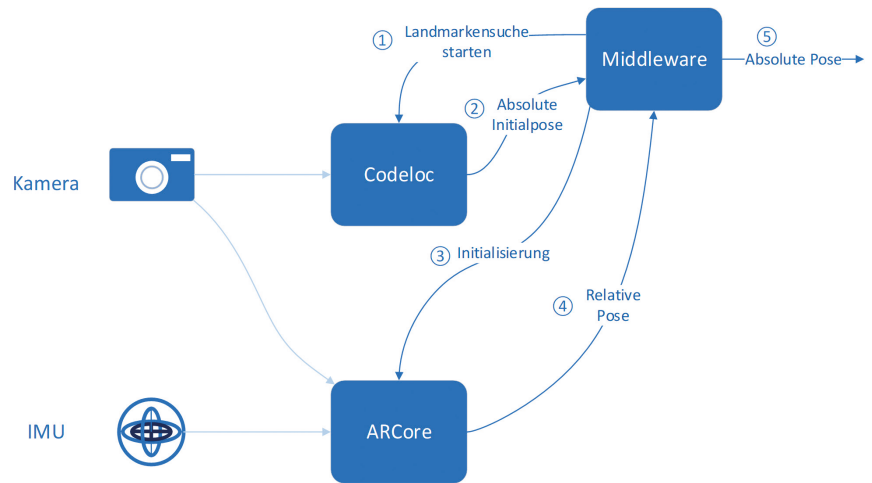 ① Landmarkensuche
starten
Middleware
⑤
Absolute Pose
② Absolute
Initialpose
Codeloc
Kamera
③ Initialisierung
④ Relative
Pose
IMU
ARCore